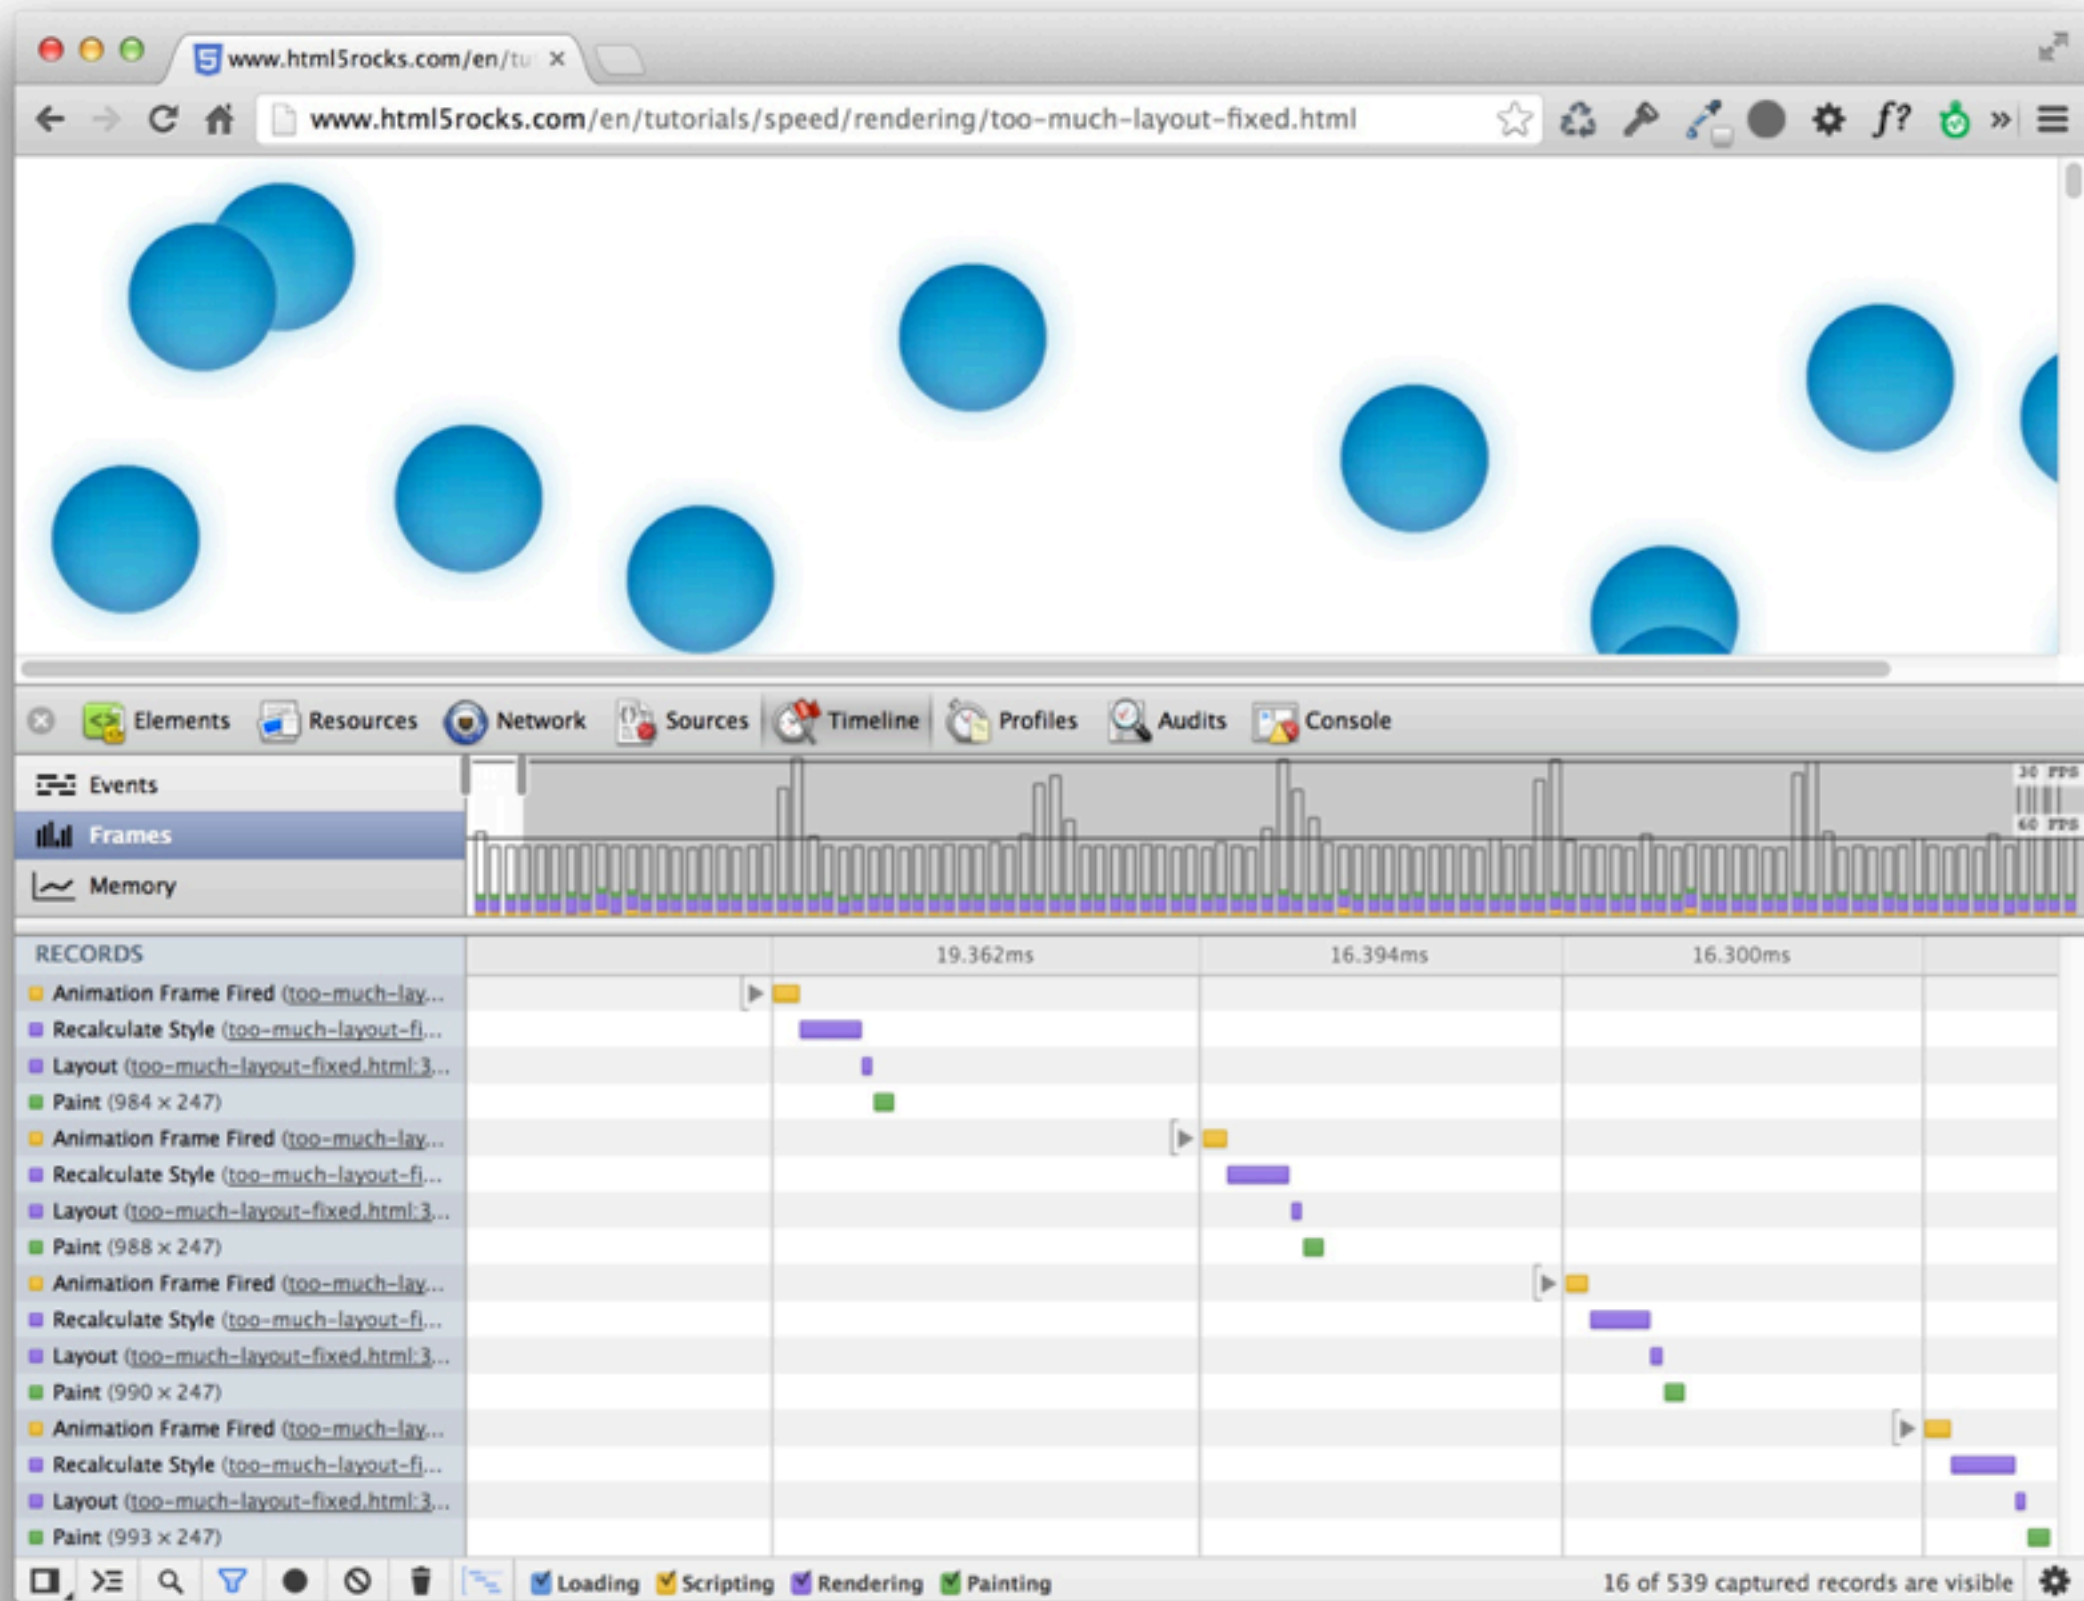 www.html5rocks.com/en/tu
www.html5rocks.com/en/tutorials/speed/rendering/too-much-layout-fixed.html
f?
Elements Resources Network Sources Timeline Profiles Audits Console
Events
Frames
Memory
30 FPS
60 FPS
RECORDS 19.362ms 16.394ms 16.300ms
Animation Frame Fired (too-much-lay...
Recalculate Style (too-much-layout-fi...
Layout (too-much-layout-fixed.html:3...
Paint (984 × 247)
Animation Frame Fired (too-much-lay...
Recalculate Style (too-much-layout-fi...
Layout (too-much-layout-fixed.html:3...
Paint (988 × 247)
Animation Frame Fired (too-much-lay...
Recalculate Style (too-much-layout-fi...
Layout (too-much-layout-fixed.html:3...
Paint (990 × 247)
Animation Frame Fired (too-much-lay...
Recalculate Style (too-much-layout-fi...
Layout (too-much-layout-fixed.html:3...
Paint (993 × 247)
Loading Scripting Rendering Painting 16 of 539 captured records are visible